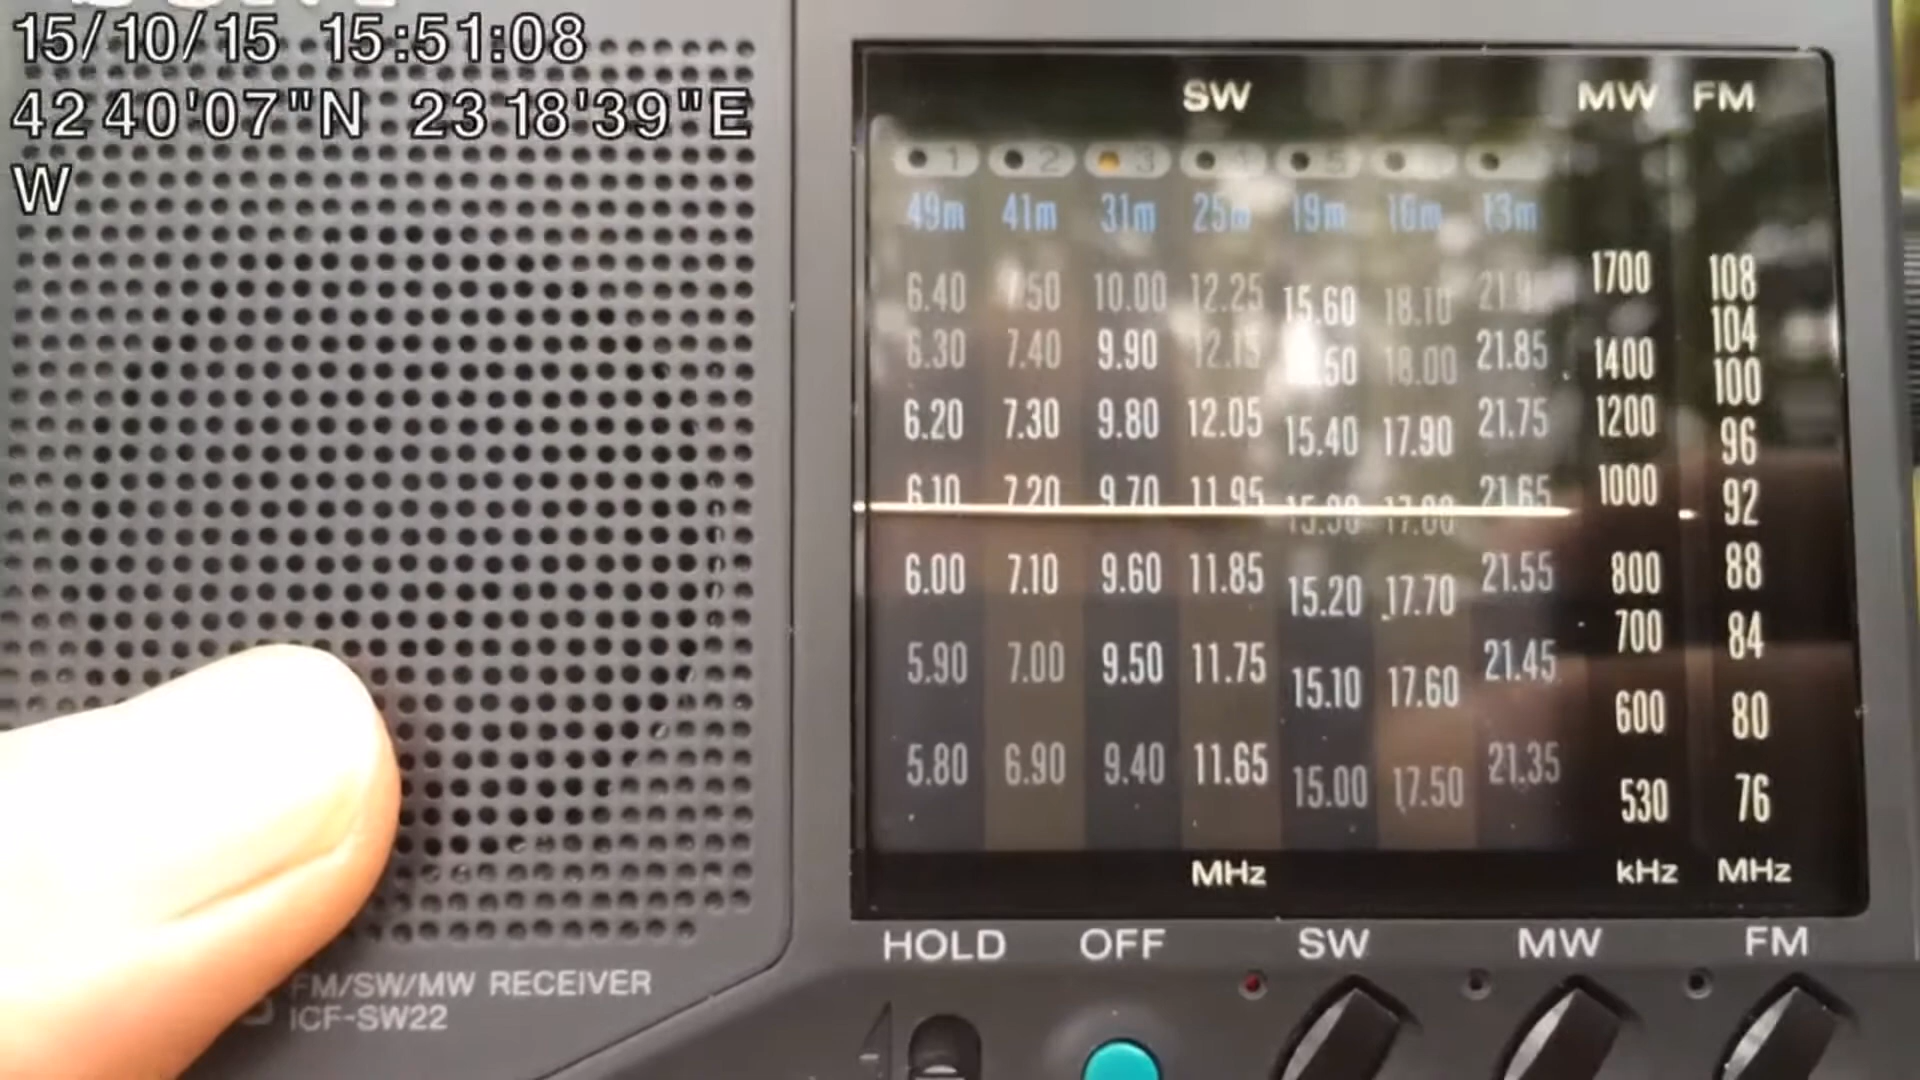 15/10/15 15:51:08
42 40'07"N 23 18'39"E
W
SW MW FM
1 2 3 5
49m 41m 31m 25m 19m 16m 13m
6.40 10.00 12.25 15.60 18.10 1700 108
6.30 7.40 9.90 12.15 18.00 21.85 1400 104
100
6.20 7.30 9.80 12.05 15.40 17.90 21.75 1200 96
6.10 7.20 9.70 11.95 21.65 1000 92
6.00 7.10 9.60 11.85 15.20 17.70 21.55 800 88
5.90 7.00 9.50 11.75 15.10 17.60 21.45 700 84
600 80
5.80 6.90 9.40 11.65 15.00 17.50 21.35 530 76
MHz kHz MHz
HOLD OFF SW MW FM
FM/SW/MW RECEIVER
ICF-SW22